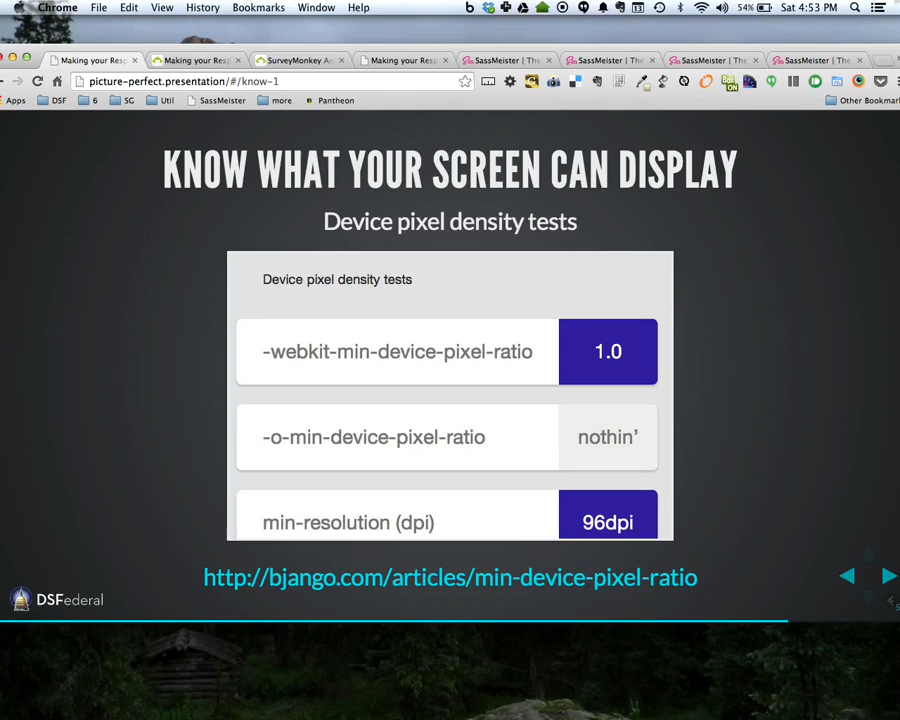 Chrome File Edit View History Bookmarks Window Help 54% Sat 4:53 PM
Making your Resp Making your Resp SurveyMonkey An Making your Resp SassMeister | The SassMeister | The SassMeister | The SassMeister | The
picture-perfect.presentation/#/know-1
Apps DSF 6 SG Util SassMeister more Pantheon Other Bookmar
KNOW WHAT YOUR SCREEN CAN DISPLAY
Device pixel density tests
Device pixel density tests
-webkit-min-device-pixel-ratio 1.0
-o-min-device-pixel-ratio nothin’
min-resolution (dpi) 96dpi
http://bjango.com/articles/min-device-pixel-ratio
DSFederal